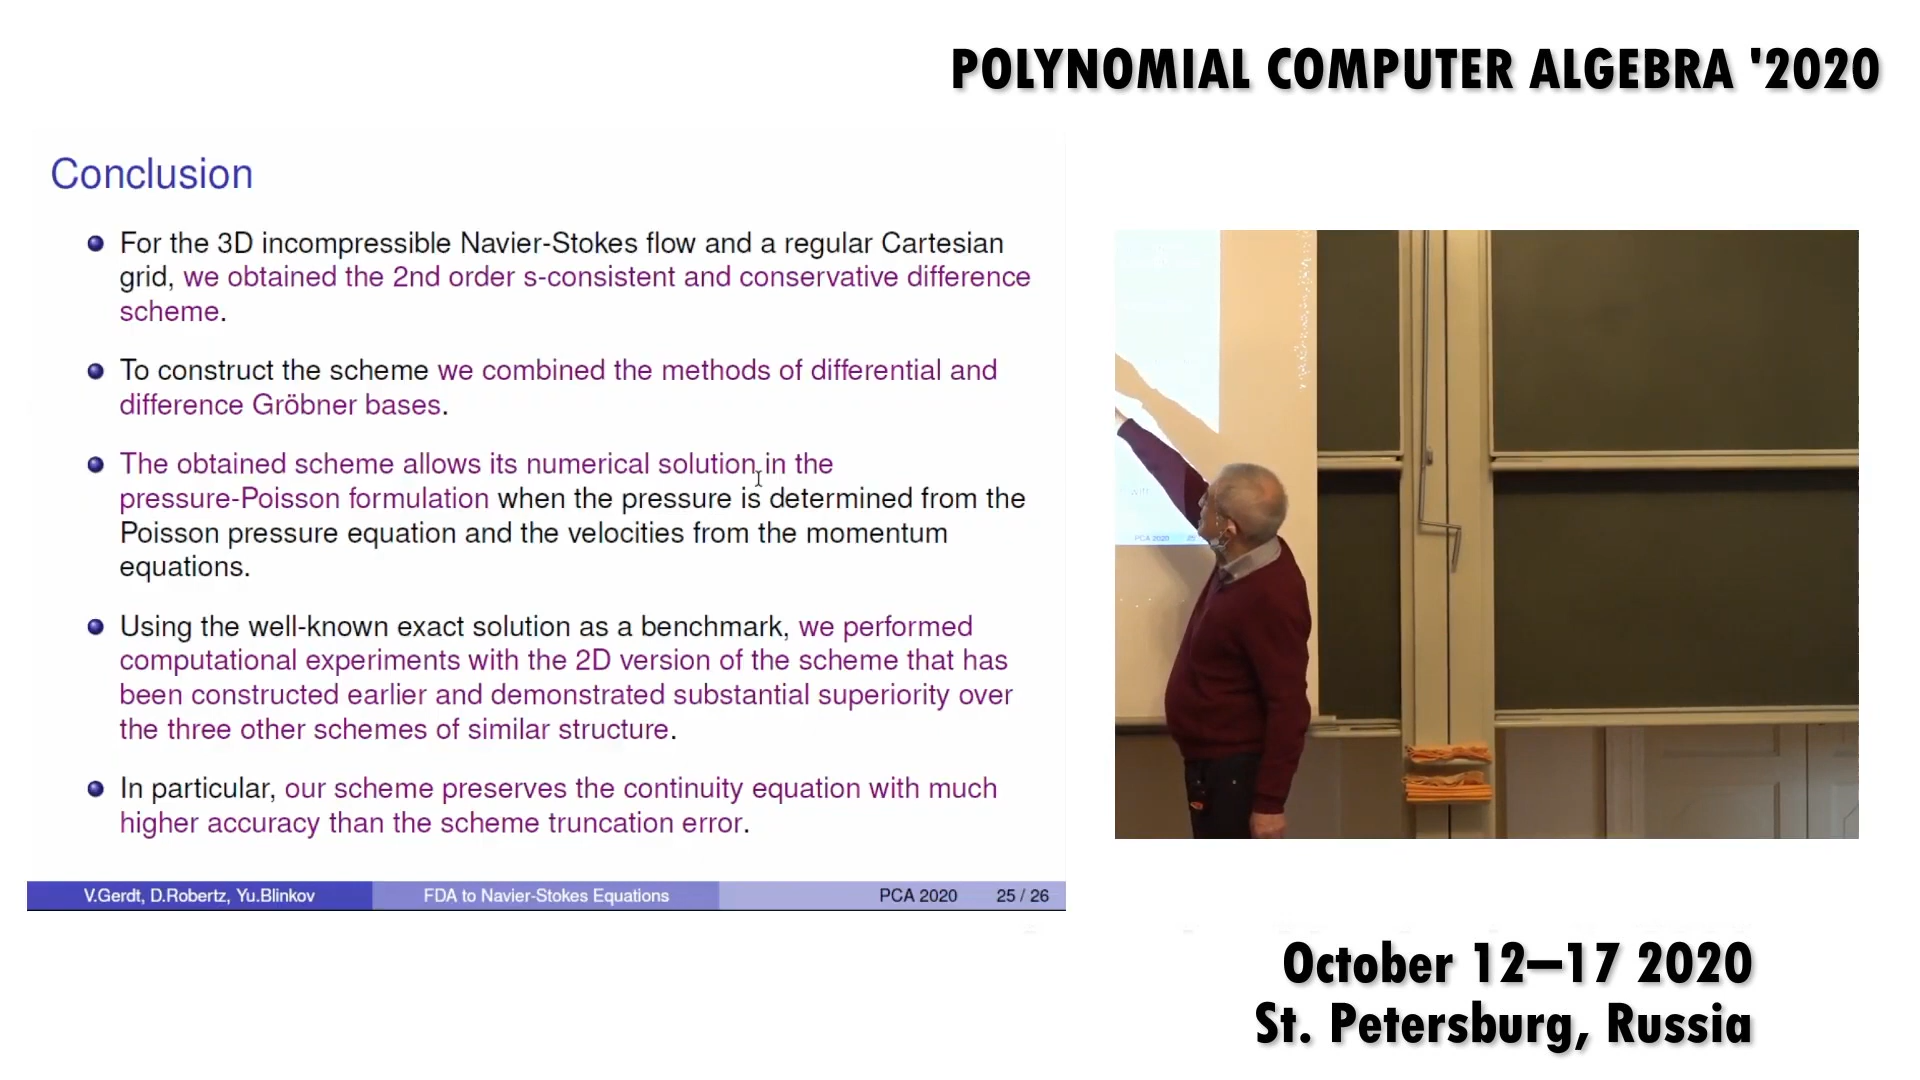 POLYNOMIAL COMPUTER ALGEBRA '2020
Conclusion
For the 3D incompressible Navier-Stokes flow and a regular Cartesian
grid, we obtained the 2nd order s-consistent and conservative difference
scheme.
To construct the scheme we combined the methods of differential and
difference Gröbner bases.
The obtained scheme allows its numerical solution in the
pressure-Poisson formulation when the pressure is determined from the
Poisson pressure equation and the velocities from the momentum
equations.
Using the well-known exact solution as a benchmark, we performed
computational experiments with the 2D version of the scheme that has
been constructed earlier and demonstrated substantial superiority over
the three other schemes of similar structure.
In particular, our scheme preserves the continuity equation with much
higher accuracy than the scheme truncation error.
V.Gerdt, D.Robertz, Yu.Blinkov FDA to Navier-Stokes Equations PCA 2020 25 / 26
PCA 2020
October 12–17 2020
St. Petersburg, Russia